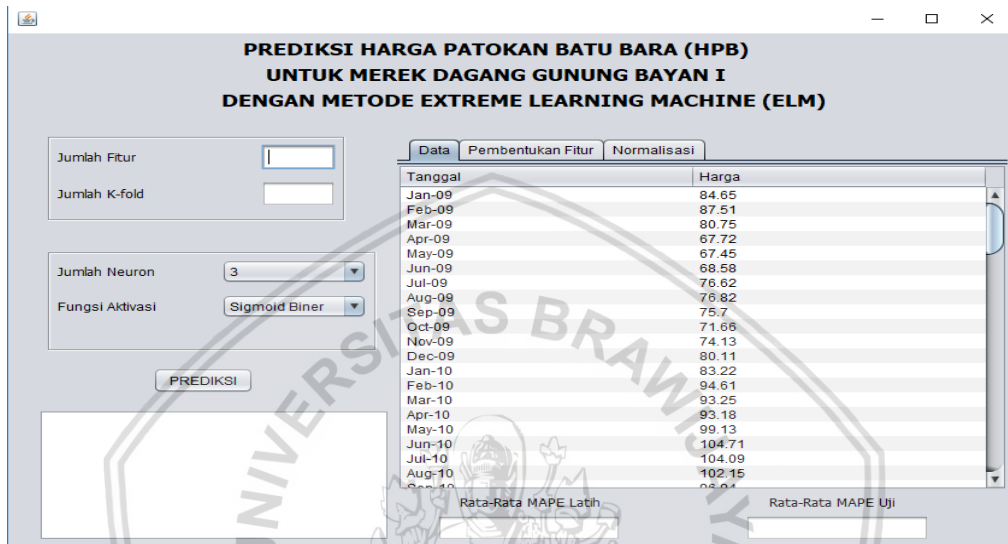 PREDIKSI HARGA PATOKAN BATU BARA (HPB)
UNTUK MEREK DAGANG GUNUNG BAYAN I
DENGAN METODE EXTREME LEARNING MACHINE (ELM)
Jumlah Fitur
Jumlah K-fold
Jumlah Neuron 3
Fungsi Aktivasi Sigmoid Biner
PREDIKSI
Data Pembentukan Fitur Normalisasi
Tanggal Harga
Jan-09 84.65
Feb-09 87.51
Mar-09 80.75
Apr-09 67.72
May-09 67.45
Jun-09 68.58
Jul-09 76.62
Aug-09 76.82
Sep-09 75.7
Oct-09 71.66
Nov-09 74.13
Dec-09 80.11
Jan-10 83.22
Feb-10 94.61
Mar-10 93.25
Apr-10 93.18
May-10 99.13
Jun-10 104.71
Jul-10 104.09
Aug-10 102.15
Rata-Rata MAPE Latih Rata-Rata MAPE Uji
UNIVERSITAS BRAWIJAYA